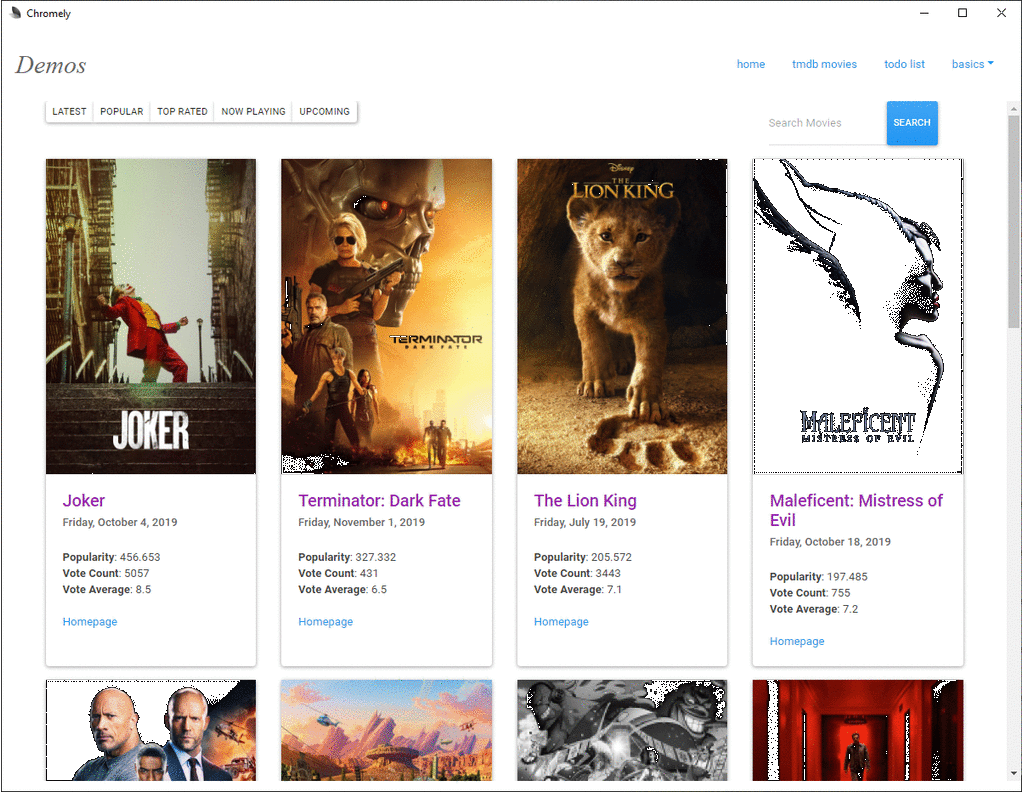 Chromely
Demos
home
tmdb movies
todo list
basics
LATEST
POPULAR
TOP RATED
NOW PLAYING
UPCOMING
Search Movies
SEARCH
JOKER
TERMINATOR
DARK FATE
Disney
THE
LION KING
MALEFICENT
MISTRESS OF EVIL
Joker
Friday, October 4, 2019
Popularity: 456.653
Vote Count: 5057
Vote Average: 8.5
Homepage
Terminator: Dark Fate
Friday, November 1, 2019
Popularity: 327.332
Vote Count: 431
Vote Average: 6.5
Homepage
The Lion King
Friday, July 19, 2019
Popularity: 205.572
Vote Count: 3443
Vote Average: 7.1
Homepage
Maleficent: Mistress of
Evil
Friday, October 18, 2019
Popularity: 197.485
Vote Count: 755
Vote Average: 7.2
Homepage